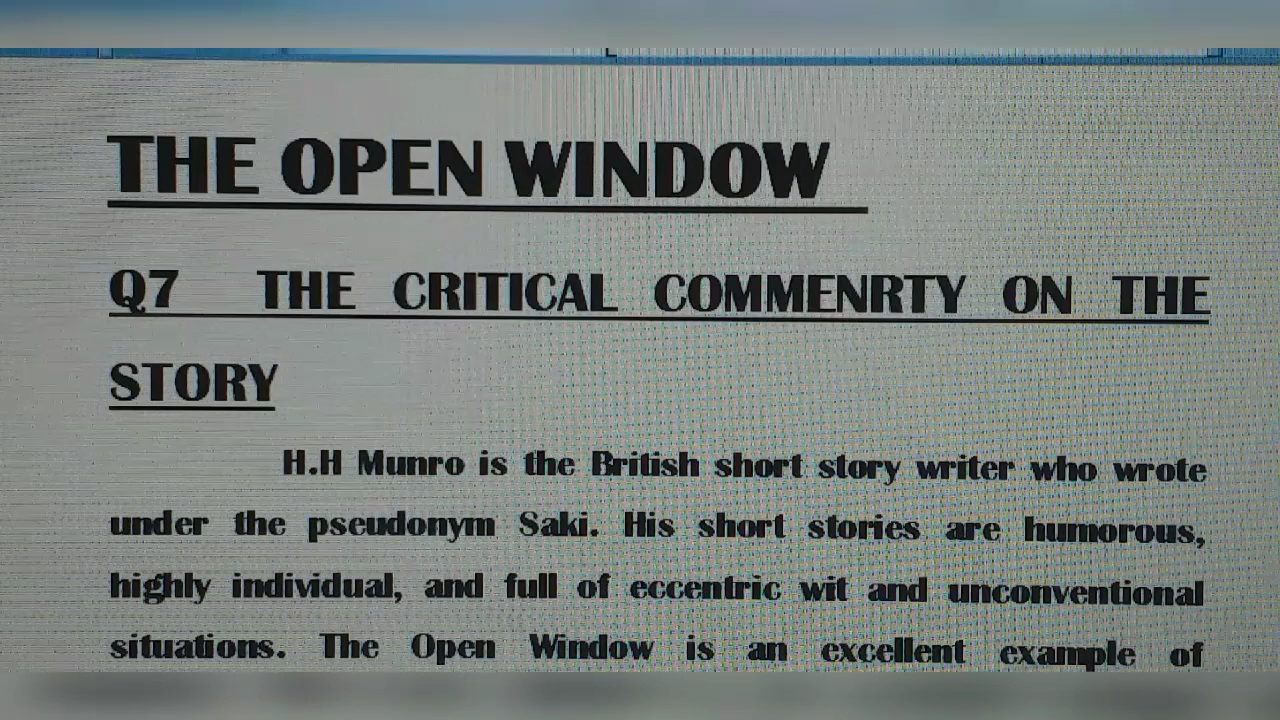 THE OPEN WINDOW
Q7 THE CRITICAL COMMENRTY ON THE
STORY
H.H Munro is the British short story writer who wrote
under the pseudonym Saki. His short stories are humorous,
highly individual, and full of eccentric wit and unconventional
situations. The Open Window is an excellent example of